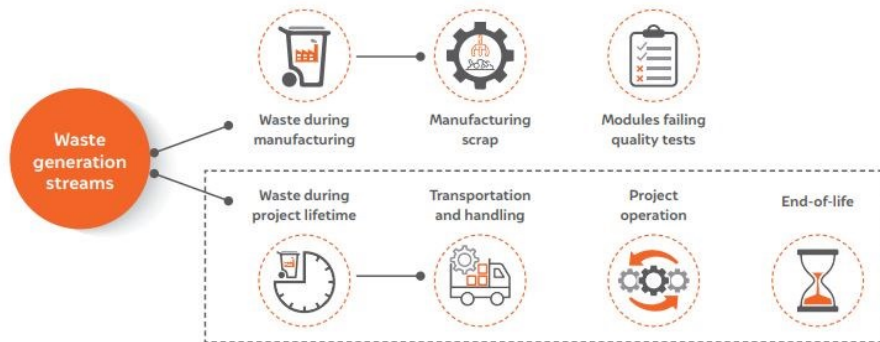 Waste
generation
streams
Waste during
manufacturing
Manufacturing
scrap
Modules failing
quality tests
Waste during
project lifetime
Transportation
and handling
Project
operation
End-of-life